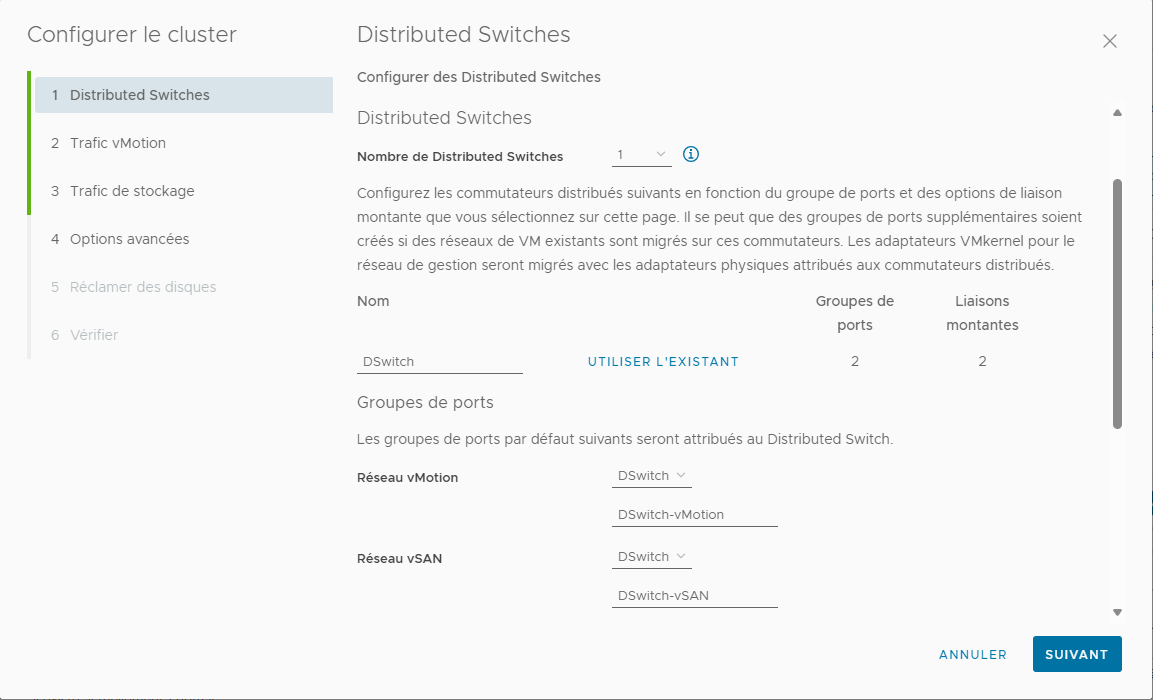 Configurer le cluster
1 Distributed Switches
2 Trafic vMotion
3 Trafic de stockage
4 Options avancées
5 Réclamer des disques
6 Vérifier
Distributed Switches
Configurer des Distributed Switches
Distributed Switches
Nombre de Distributed Switches 1
Configurez les commutateurs distribués suivants en fonction du groupe de ports et des options de liaison
montante que vous sélectionnez sur cette page. Il se peut que des groupes de ports supplémentaires soient
créés si des réseaux de VM existants sont migrés sur ces commutateurs. Les adaptateurs VMkernel pour le
réseau de gestion seront migrés avec les adaptateurs physiques attribués aux commutateurs distribués.
Nom Groupes de ports Liaisons montantes
DSwitch UTILISER L'EXISTANT 2 2
Groupes de ports
Les groupes de ports par défaut suivants seront attribués au Distributed Switch.
Réseau vMotion DSwitch
DSwitch-vMotion
Réseau vSAN DSwitch
DSwitch-vSAN
ANNULER SUIVANT